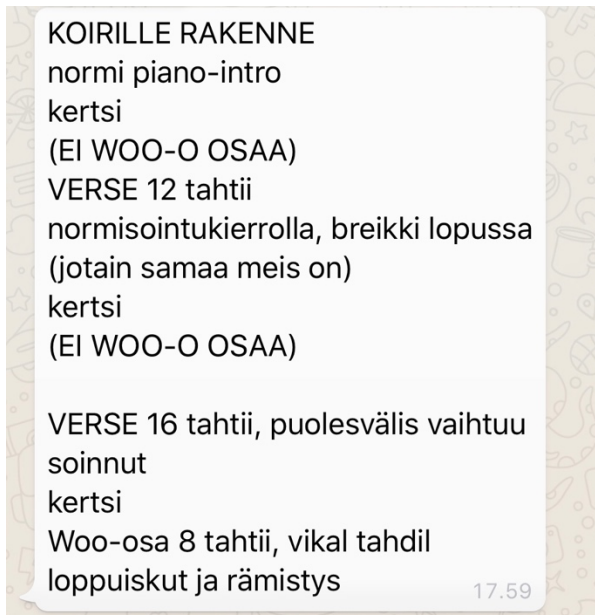 KOIRILLE RAKENNE
normi piano-intro
kertsi
(EI WOO-O OSAA)
VERSE 12 tahtii
normisointukierrolla, breikki lopussa
(jotain samaa meis on)
kertsi
(EI WOO-O OSAA)
VERSE 16 tahtii, puolesvälis vaihtuu
soinnut
kertsi
Woo-osa 8 tahtii, vikal tahdil
loppuiskut ja rämistys
17.59